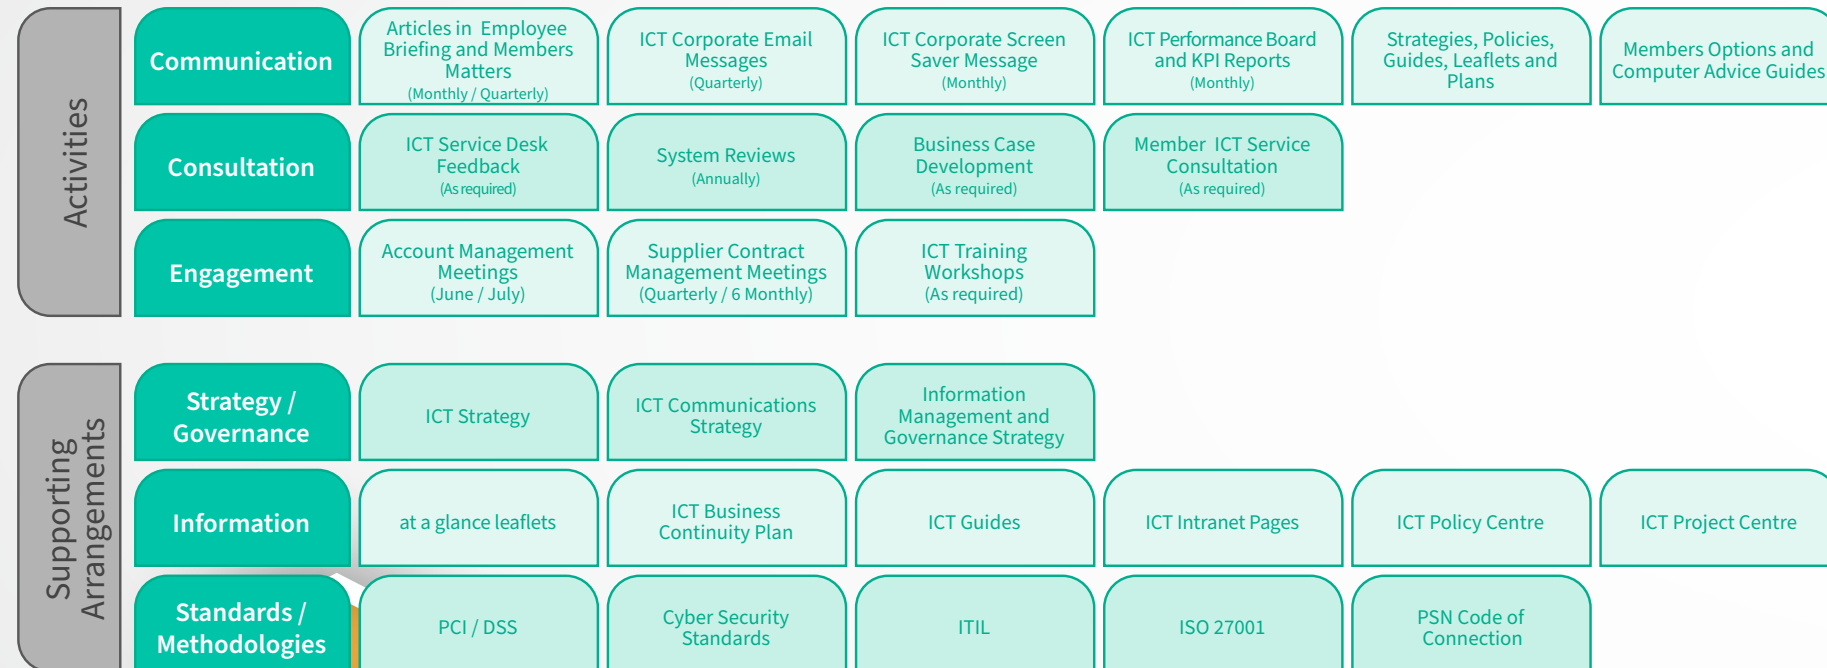 Activities
Communication
Articles in Employee
Briefing and Members
Matters
(Monthly / Quarterly)
ICT Corporate Email
Messages
(Quarterly)
ICT Corporate Screen
Saver Message
(Monthly)
ICT Performance Board
and KPI Reports
(Monthly)
Strategies, Policies,
Guides, Leaflets and
Plans
Members Options and
Computer Advice Guides
Consultation
ICT Service Desk
Feedback
(As required)
System Reviews
(Annually)
Business Case
Development
(As required)
Member ICT Service
Consultation
(As required)
Engagement
Account Management
Meetings
(June / July)
Supplier Contract
Management Meetings
(Quarterly / 6 Monthly)
ICT Training
Workshops
(As required)
Supporting
Arrangements
Strategy /
Governance
ICT Strategy
ICT Communications
Strategy
Information
Management and
Governance Strategy
Information
at a glance leaflets
ICT Business
Continuity Plan
ICT Guides
ICT Intranet Pages
ICT Policy Centre
ICT Project Centre
Standards /
Methodologies
PCI / DSS
Cyber Security
Standards
ITIL
ISO 27001
PSN Code of
Connection